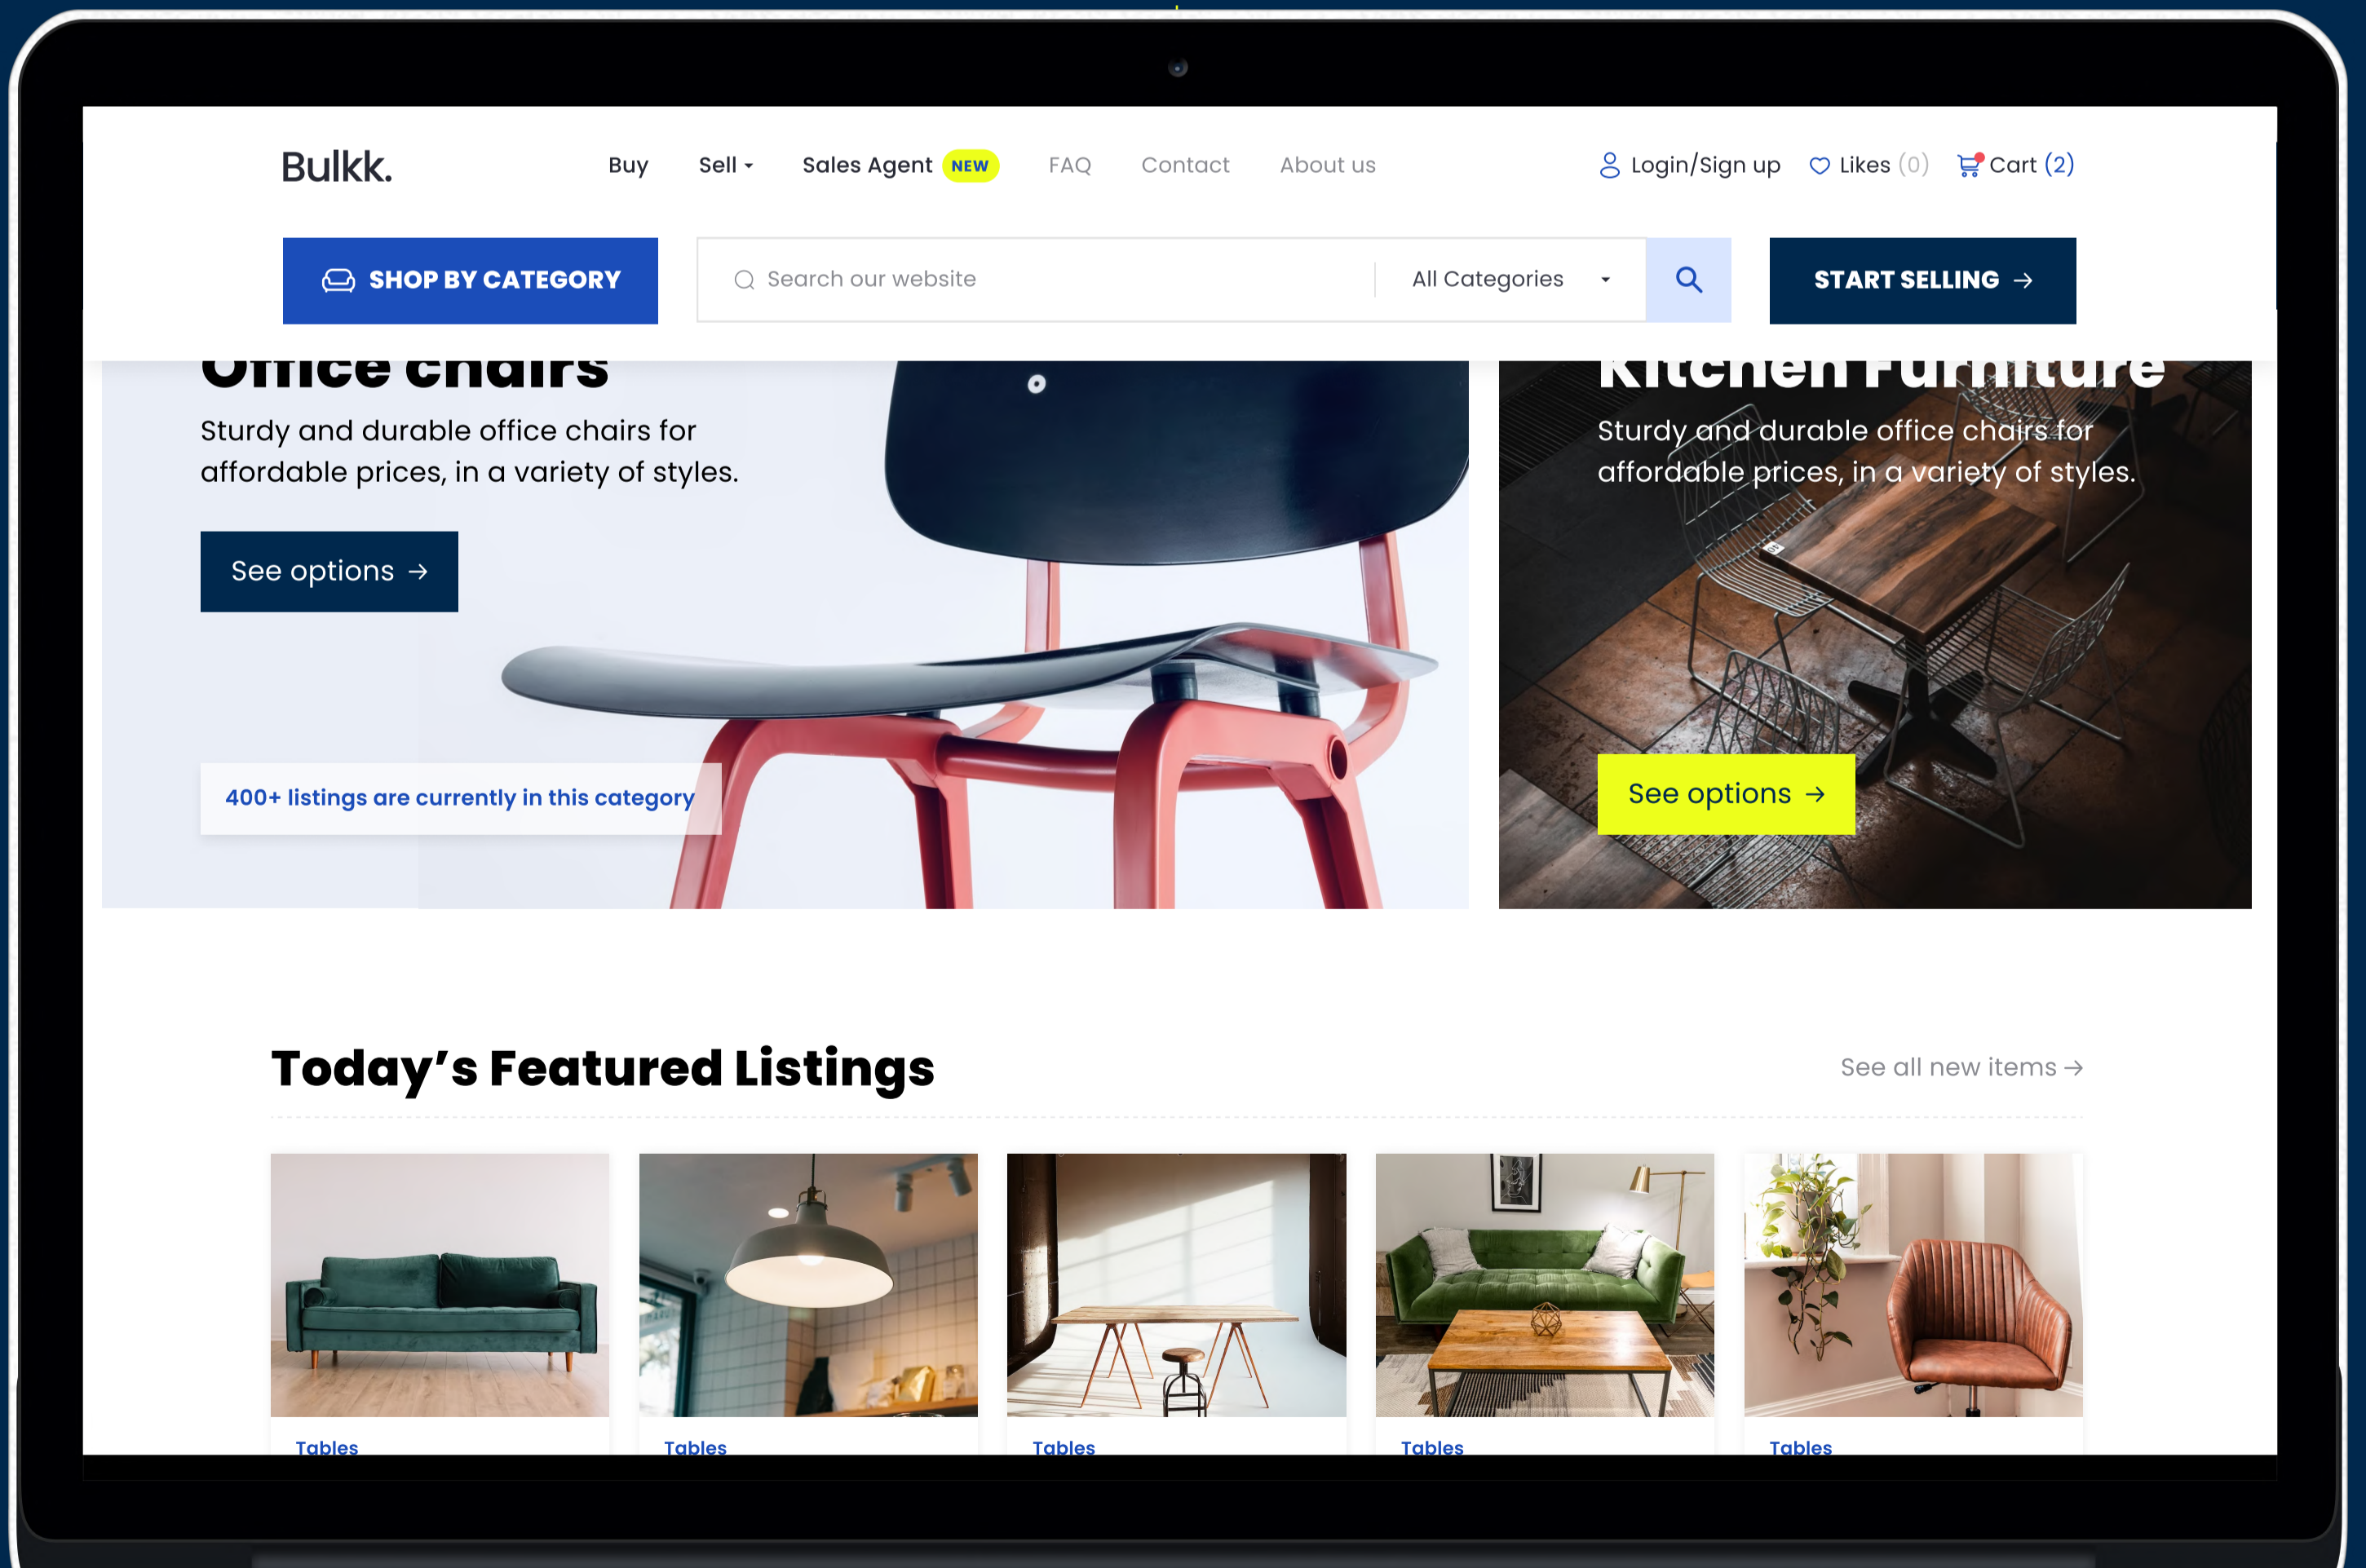 Bulkk.
Buy Sell Sales Agent NEW FAQ Contact About us
Login/Sign up Likes (0) Cart (2)
SHOP BY CATEGORY
Search our website
All Categories
START SELLING →
Office chairs
Sturdy and durable office chairs for
affordable prices, in a variety of styles.
See options →
400+ listings are currently in this category
Kitchen Furniture
Sturdy and durable office chairs for
affordable prices, in a variety of styles.
See options →
Today’s Featured Listings
See all new items →
Tables
Tables
Tables
Tables
Tables